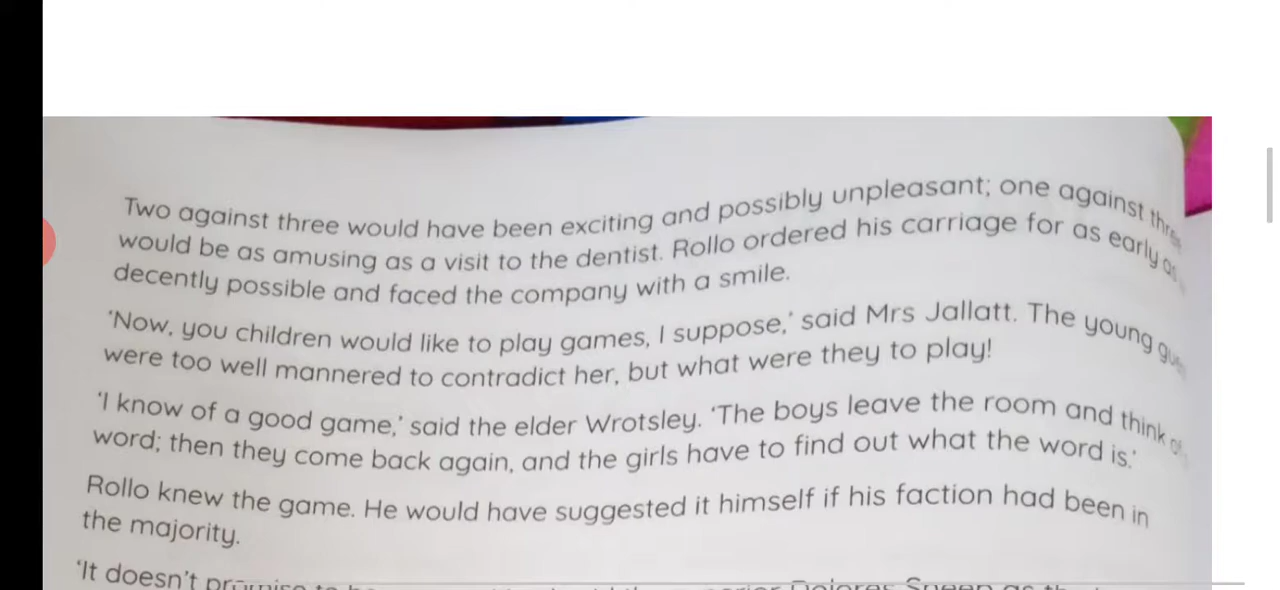 Two against three would have been exciting and possibly unpleasant; one against three
would be as amusing as a visit to the dentist. Rollo ordered his carriage for as early as
decently possible and faced the company with a smile.
‘Now, you children would like to play games, I suppose,’ said Mrs Jallatt. The young
were too well mannered to contradict her, but what were they to play!
‘I know of a good game,’ said the elder Wrotsley. ‘The boys leave the room and think of
word; then they come back again, and the girls have to find out what the word is.’
Rollo knew the game. He would have suggested it himself if his faction had been in
the majority.
‘It doesn’t